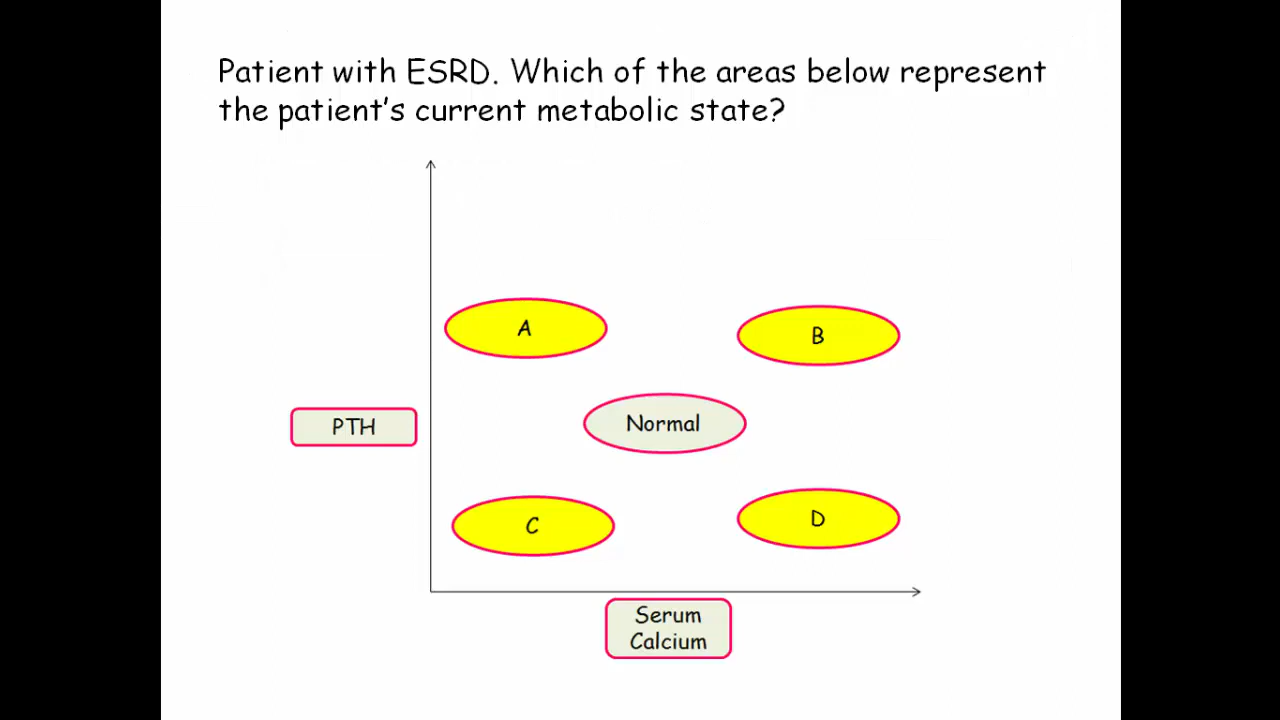 Patient with ESRD. Which of the areas below represent
the patient's current metabolic state?
A
B
PTH
Normal
C
D
Serum
Calcium